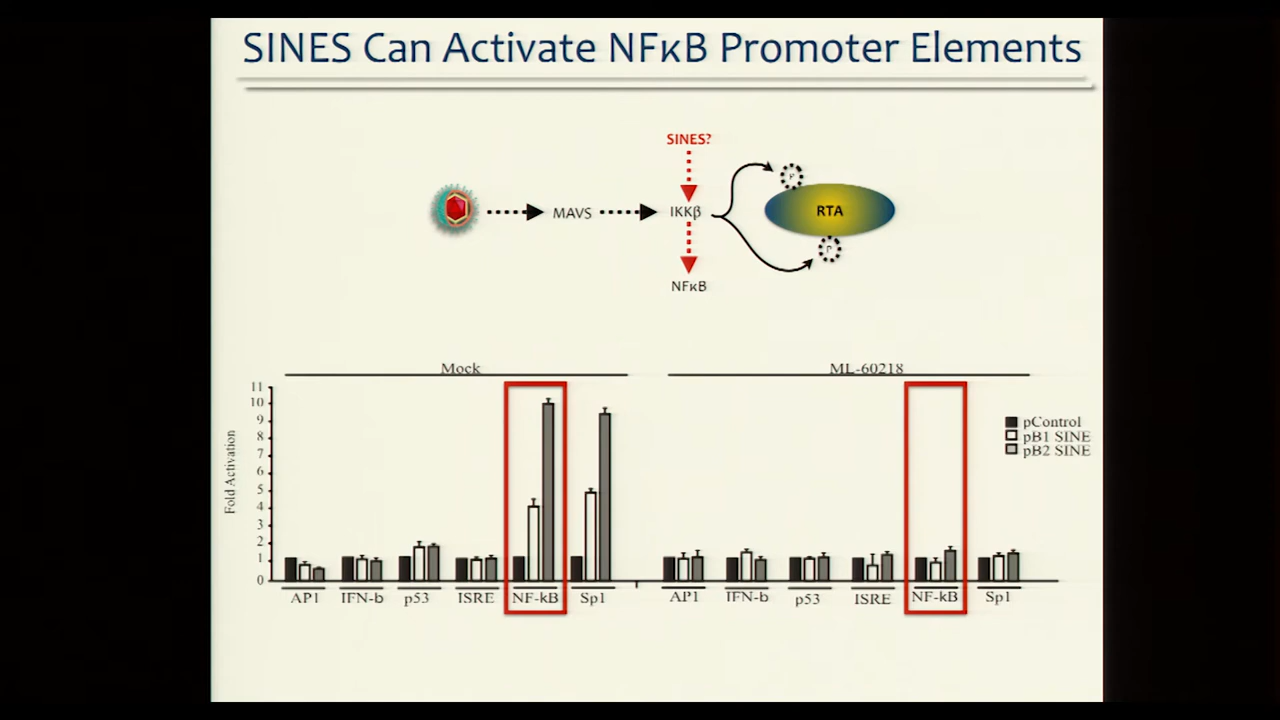 SINES Can Activate NFκB Promoter Elements
SINES?
P
MAVS
IKKβ
RTA
P
NFκB
Mock
ML-60218
Fold Activation
11
10
9
8
7
6
5
4
3
2
1
0
pControl
pB1 SINE
pB2 SINE
AP1 IFN-b p53 ISRE NF-kB Sp1
AP1 IFN-b p53 ISRE NF-kB Sp1